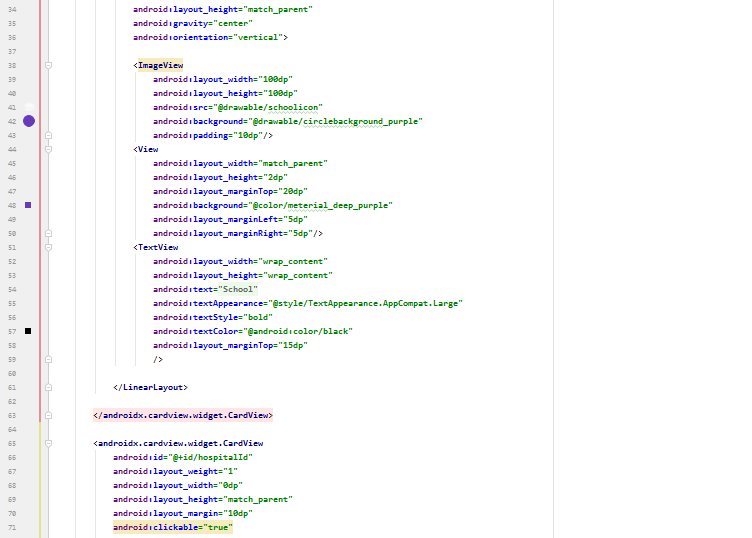 34 android:layout_height="match_parent"
35 android:gravity="center"
36 android:orientation="vertical">
37
38 <ImageView
39 android:layout_width="100dp"
40 android:layout_height="100dp"
41 android:src="@drawable/schoolicon"
42 android:background="@drawable/circlebackground_purple"
43 android:padding="10dp"/>
44 <View
45 android:layout_width="match_parent"
46 android:layout_height="2dp"
47 android:layout_marginTop="20dp"
48 android:background="@color/meterial_deep_purple"
49 android:layout_marginLeft="5dp"
50 android:layout_marginRight="5dp"/>
51 <TextView
52 android:layout_width="wrap_content"
53 android:layout_height="wrap_content"
54 android:text="School"
55 android:textAppearance="@style/TextAppearance.AppCompat.Large"
56 android:textStyle="bold"
57 android:textColor="@android:color/black"
58 android:layout_marginTop="15dp"
59 />
60
61 </LinearLayout>
62
63 </androidx.cardview.widget.CardView>
64
65 <androidx.cardview.widget.CardView
66 android:id="@+id/hospitalId"
67 android:layout_weight="1"
68 android:layout_width="0dp"
69 android:layout_height="match_parent"
70 android:layout_margin="10dp"
71 android:clickable="true"